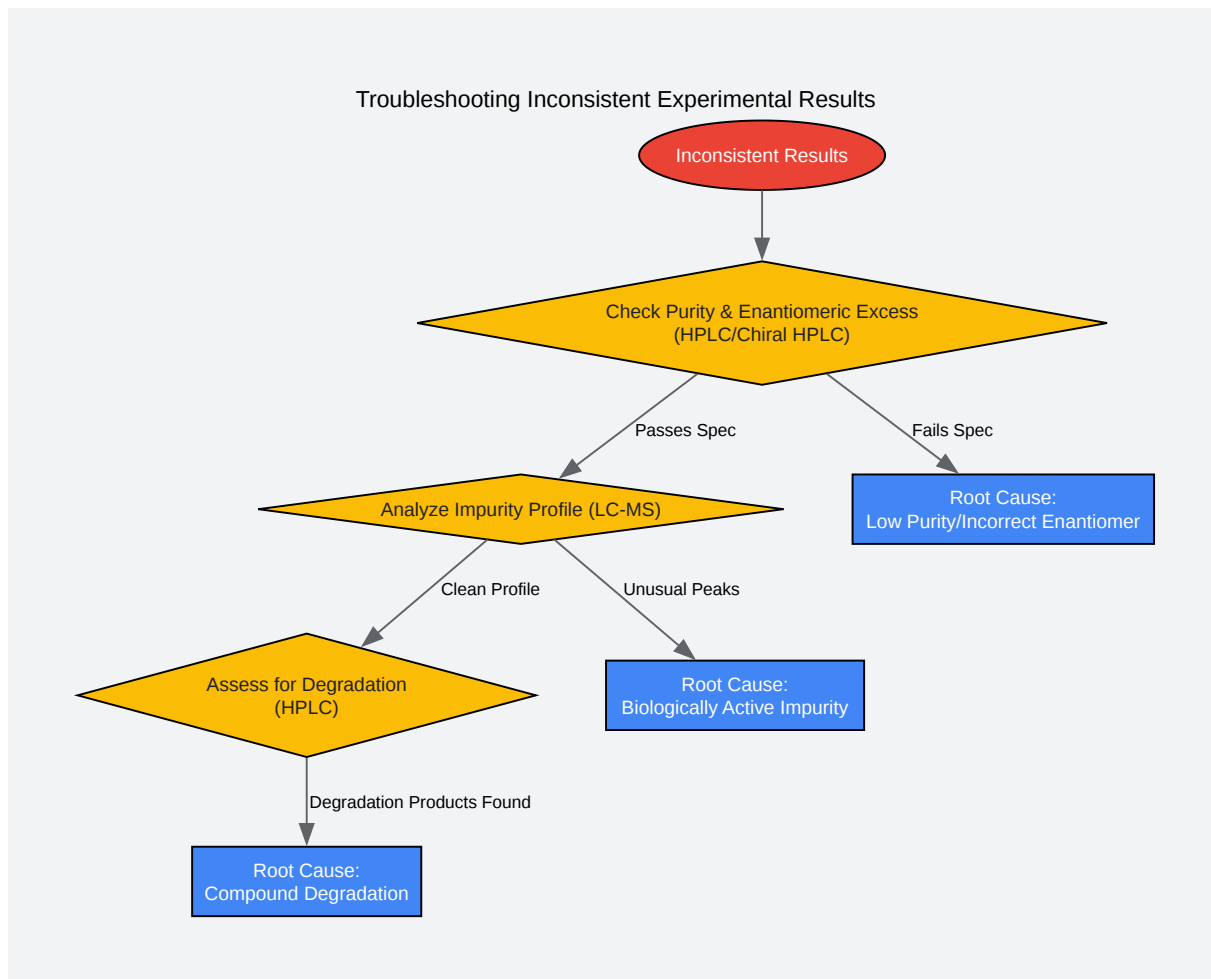 Troubleshooting Inconsistent Experimental Results
Inconsistent Results
Check Purity & Enantiomeric Excess
(HPLC/Chiral HPLC)
Passes Spec
Fails Spec
Analyze Impurity Profile (LC-MS)
Root Cause:
Low Purity/Incorrect Enantiomer
Clean Profile
Unusual Peaks
Assess for Degradation
(HPLC)
Root Cause:
Biologically Active Impurity
Degradation Products Found
Root Cause:
Compound Degradation